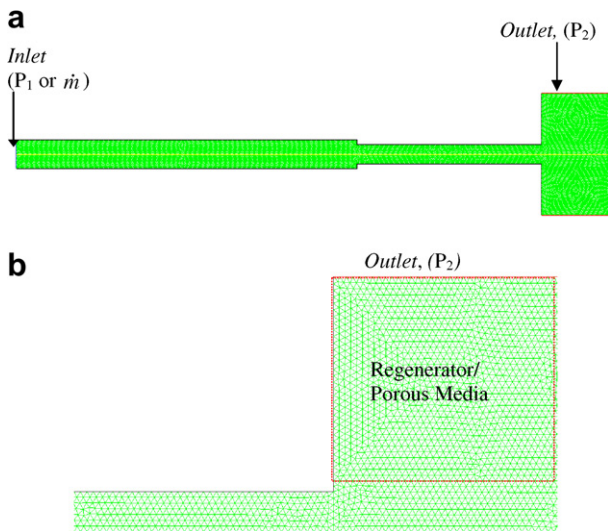 a
Outlet, (P₂)
Inlet
(P₁ or ṁ)
b
Outlet, (P₂)
Regenerator/
Porous Media